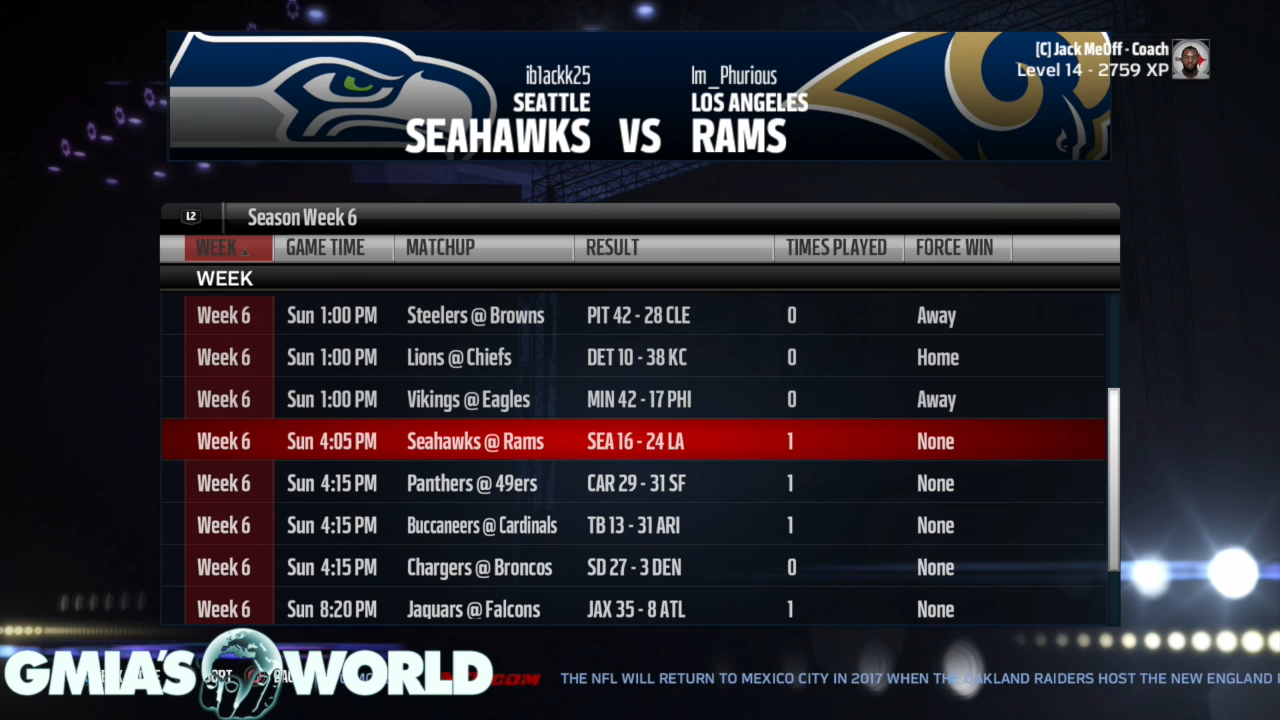 ib1ackk25
SEATTLE
SEAHAWKS
VS
Im_Phurious
LOS ANGELES
RAMS
[C] Jack MeOff - Coach
Level 14 - 2759 XP
L2 Season Week 6
WEEK GAME TIME MATCHUP RESULT TIMES PLAYED FORCE WIN
WEEK
Week 6 Sun 1:00 PM Steelers @ Browns PIT 42 - 28 CLE 0 Away
Week 6 Sun 1:00 PM Lions @ Chiefs DET 10 - 38 KC 0 Home
Week 6 Sun 1:00 PM Vikings @ Eagles MIN 42 - 17 PHI 0 Away
Week 6 Sun 4:05 PM Seahawks @ Rams SEA 16 - 24 LA 1 None
Week 6 Sun 4:15 PM Panthers @ 49ers CAR 29 - 31 SF 1 None
Week 6 Sun 4:15 PM Buccaneers @ Cardinals TB 13 - 31 ARI 1 None
Week 6 Sun 4:15 PM Chargers @ Broncos SD 27 - 3 DEN 0 None
Week 6 Sun 8:20 PM Jaguars @ Falcons JAX 35 - 8 ATL 1 None
GMIA'S WORLD
THE NFL WILL RETURN TO MEXICO CITY IN 2017 WHEN THE OAKLAND RAIDERS HOST THE NEW ENGLAND